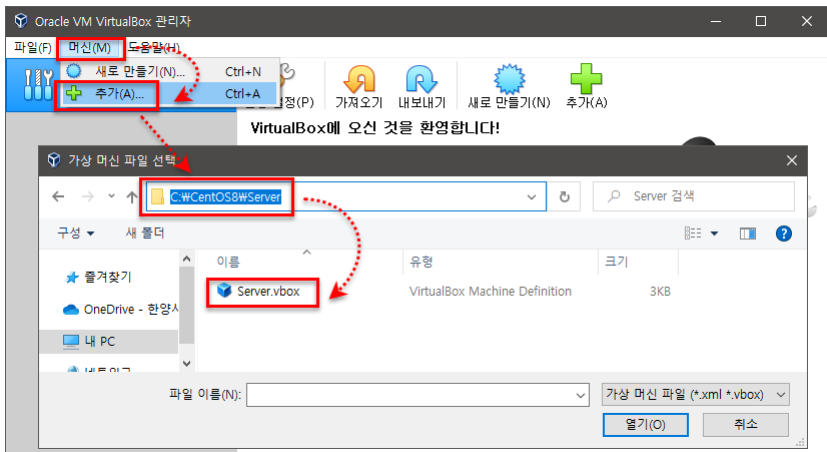 Oracle VM VirtualBox 관리자
파일(F) 머신(M) 도움말(H)
새로 만들기(N)... Ctrl+N
추가(A)... Ctrl+A
정(P) 가져오기 내보내기 새로 만들기(N) 추가(A)
VirtualBox에 오신 것을 환영합니다!
가상 머신 파일 선택
C:₩CentOS8₩Server
Server 검색
구성 새 폴더
이름 유형 크기
즐겨찾기
Server.vbox VirtualBox Machine Definition 3KB
OneDrive - 한양사
내 PC
파일 이름(N): 가상 머신 파일 (*.xml *.vbox)
열기(O) 취소